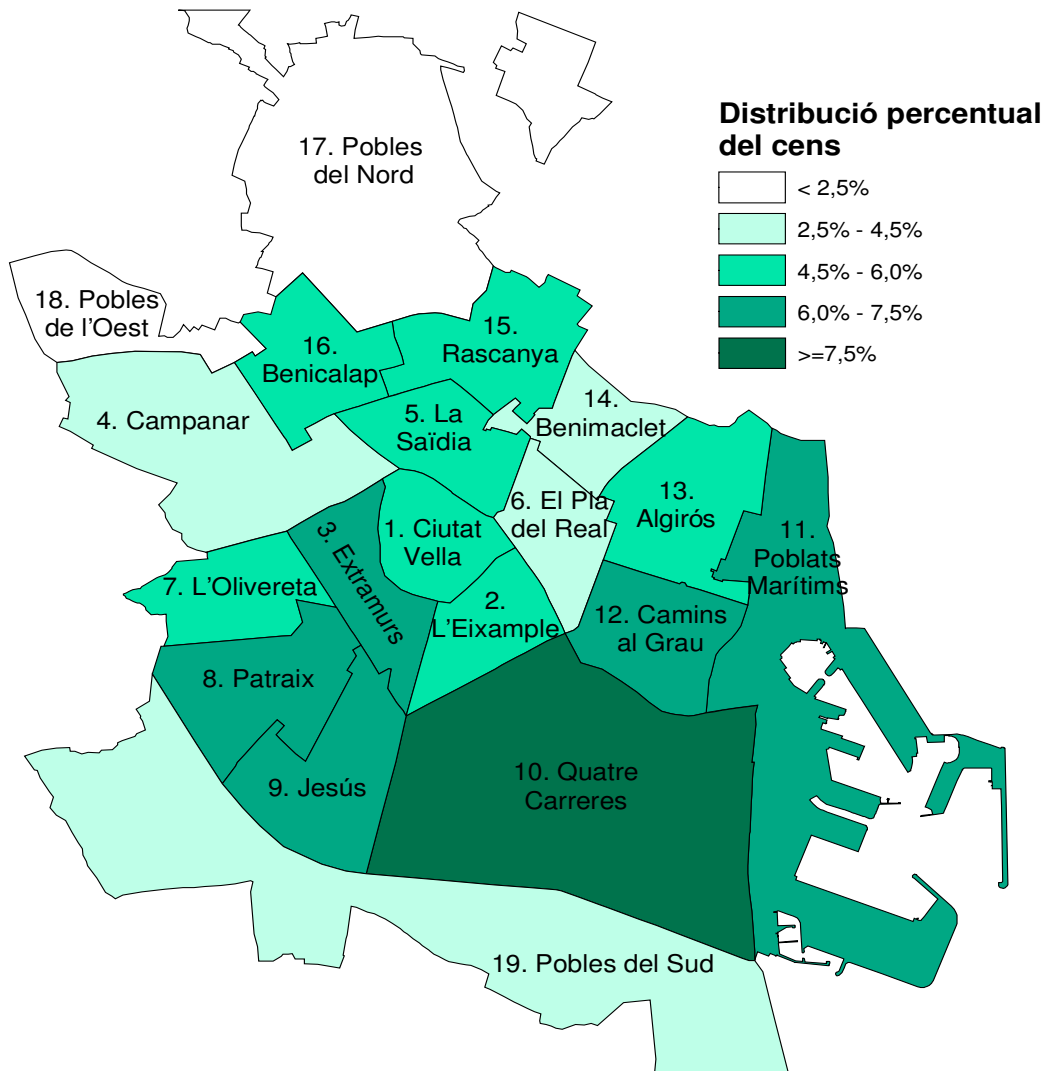 Distribució percentual
del cens
< 2,5%
2,5% - 4,5%
4,5% - 6,0%
6,0% - 7,5%
>=7,5%
17. Pobles
del Nord
18. Pobles
de l'Oest
16.
Benicalap
15.
Rascanya
4. Campanar
5. La
Saïdia
14.
Benimaclet
6. El Pla
del Real
13.
Algirós
1. Ciutat
Vella
3. Extramurs
11.
Poblats
Marítims
7. L'Olivereta
2.
L'Eixample
12. Camins
al Grau
8. Patraix
9. Jesús
10. Quatre
Carreres
19. Pobles del Sud